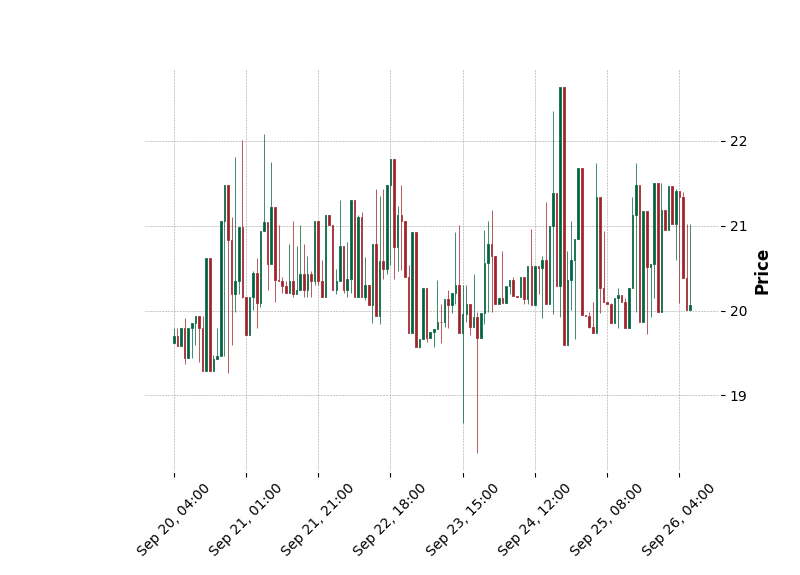 22
21
20
19
Price
Sep 20, 04:00
Sep 21, 01:00
Sep 21, 21:00
Sep 22, 18:00
Sep 23, 15:00
Sep 24, 12:00
Sep 25, 08:00
Sep 26, 04:00